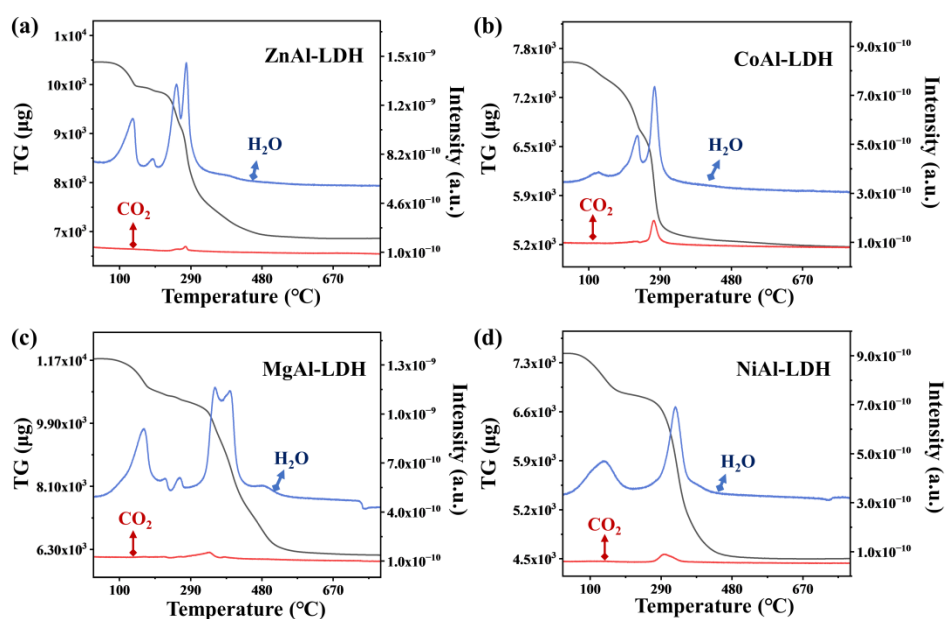 (a)
ZnAl-LDH
TG (μg)
1x10⁴
1x10⁴
9x10³
8x10³
7x10³
1.5x10⁻⁹
1.2x10⁻⁹
8.0x10⁻¹⁰
4.0x10⁻¹⁰
1.0x10⁻¹⁰
Intensity (a.u.)
H₂O
CO₂
100 290 480 670
Temperature (°C)
(b)
CoAl-LDH
TG (μg)
7.8x10³
7.2x10³
6.5x10³
5.9x10³
5.2x10³
9.0x10⁻¹⁰
7.0x10⁻¹⁰
5.0x10⁻¹⁰
3.0x10⁻¹⁰
1.0x10⁻¹⁰
Intensity (a.u.)
H₂O
CO₂
100 290 480 670
Temperature (°C)
(c)
MgAl-LDH
TG (μg)
1.17x10⁴
9.90x10³
8.10x10³
6.30x10³
1.3x10⁻⁹
1.0x10⁻⁹
7.0x10⁻¹⁰
4.0x10⁻¹⁰
1.0x10⁻¹⁰
Intensity (a.u.)
H₂O
CO₂
100 290 480 670
Temperature (°C)
(d)
NiAl-LDH
TG (μg)
7.3x10³
6.6x10³
5.9x10³
5.2x10³
4.5x10³
9.0x10⁻¹⁰
7.0x10⁻¹⁰
5.0x10⁻¹⁰
3.0x10⁻¹⁰
1.0x10⁻¹⁰
Intensity (a.u.)
H₂O
CO₂
100 290 480 670
Temperature (°C)